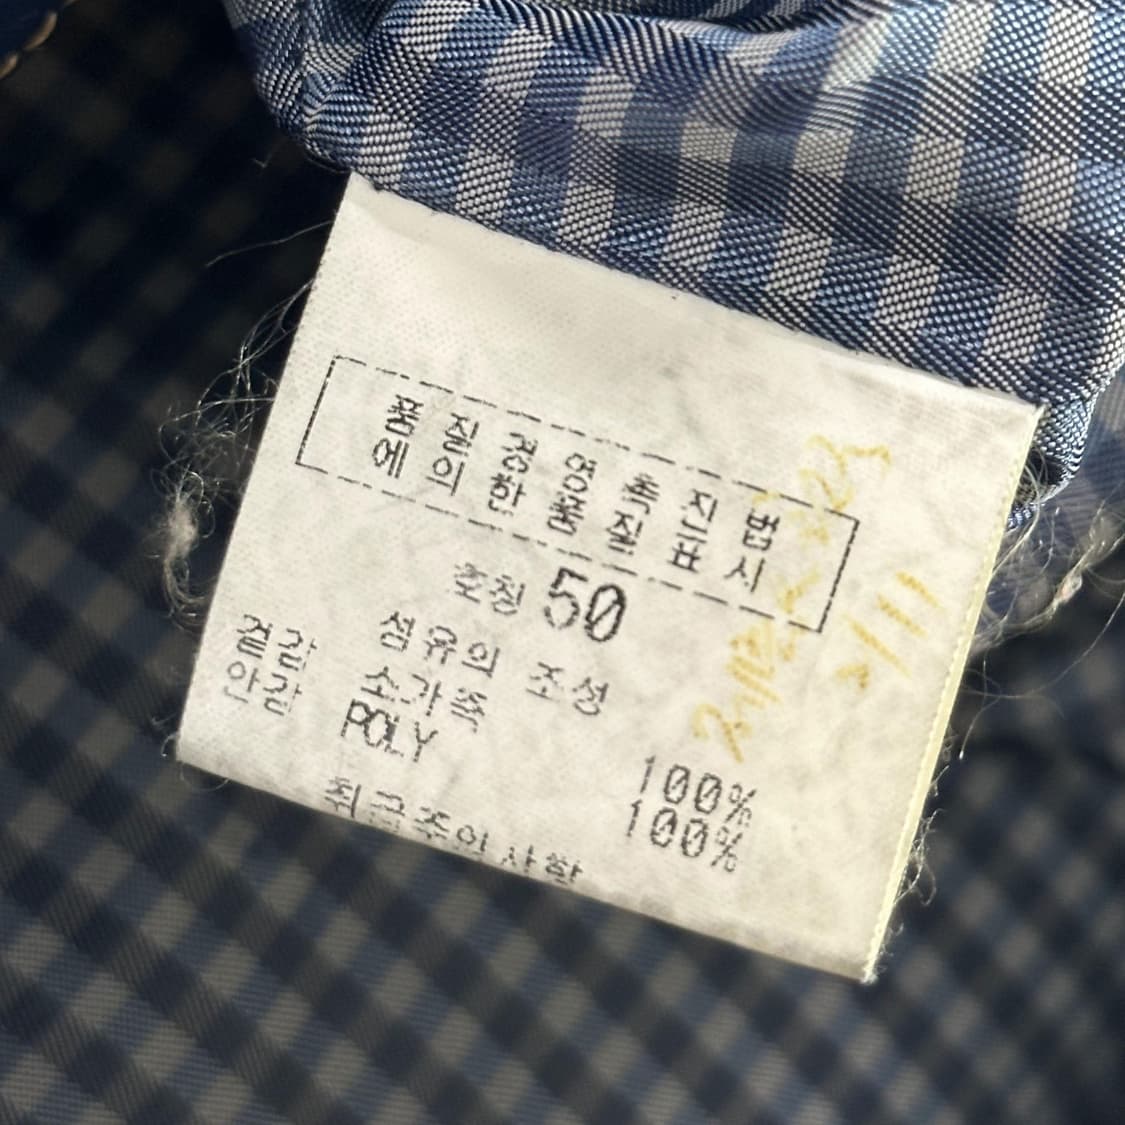 품 질 경 영 촉 진 법
에 의 한 품 질 표 시
호칭 50
섬유의 조성
겉감 소가죽 100%
안감 POLY 100%
취급주의사항